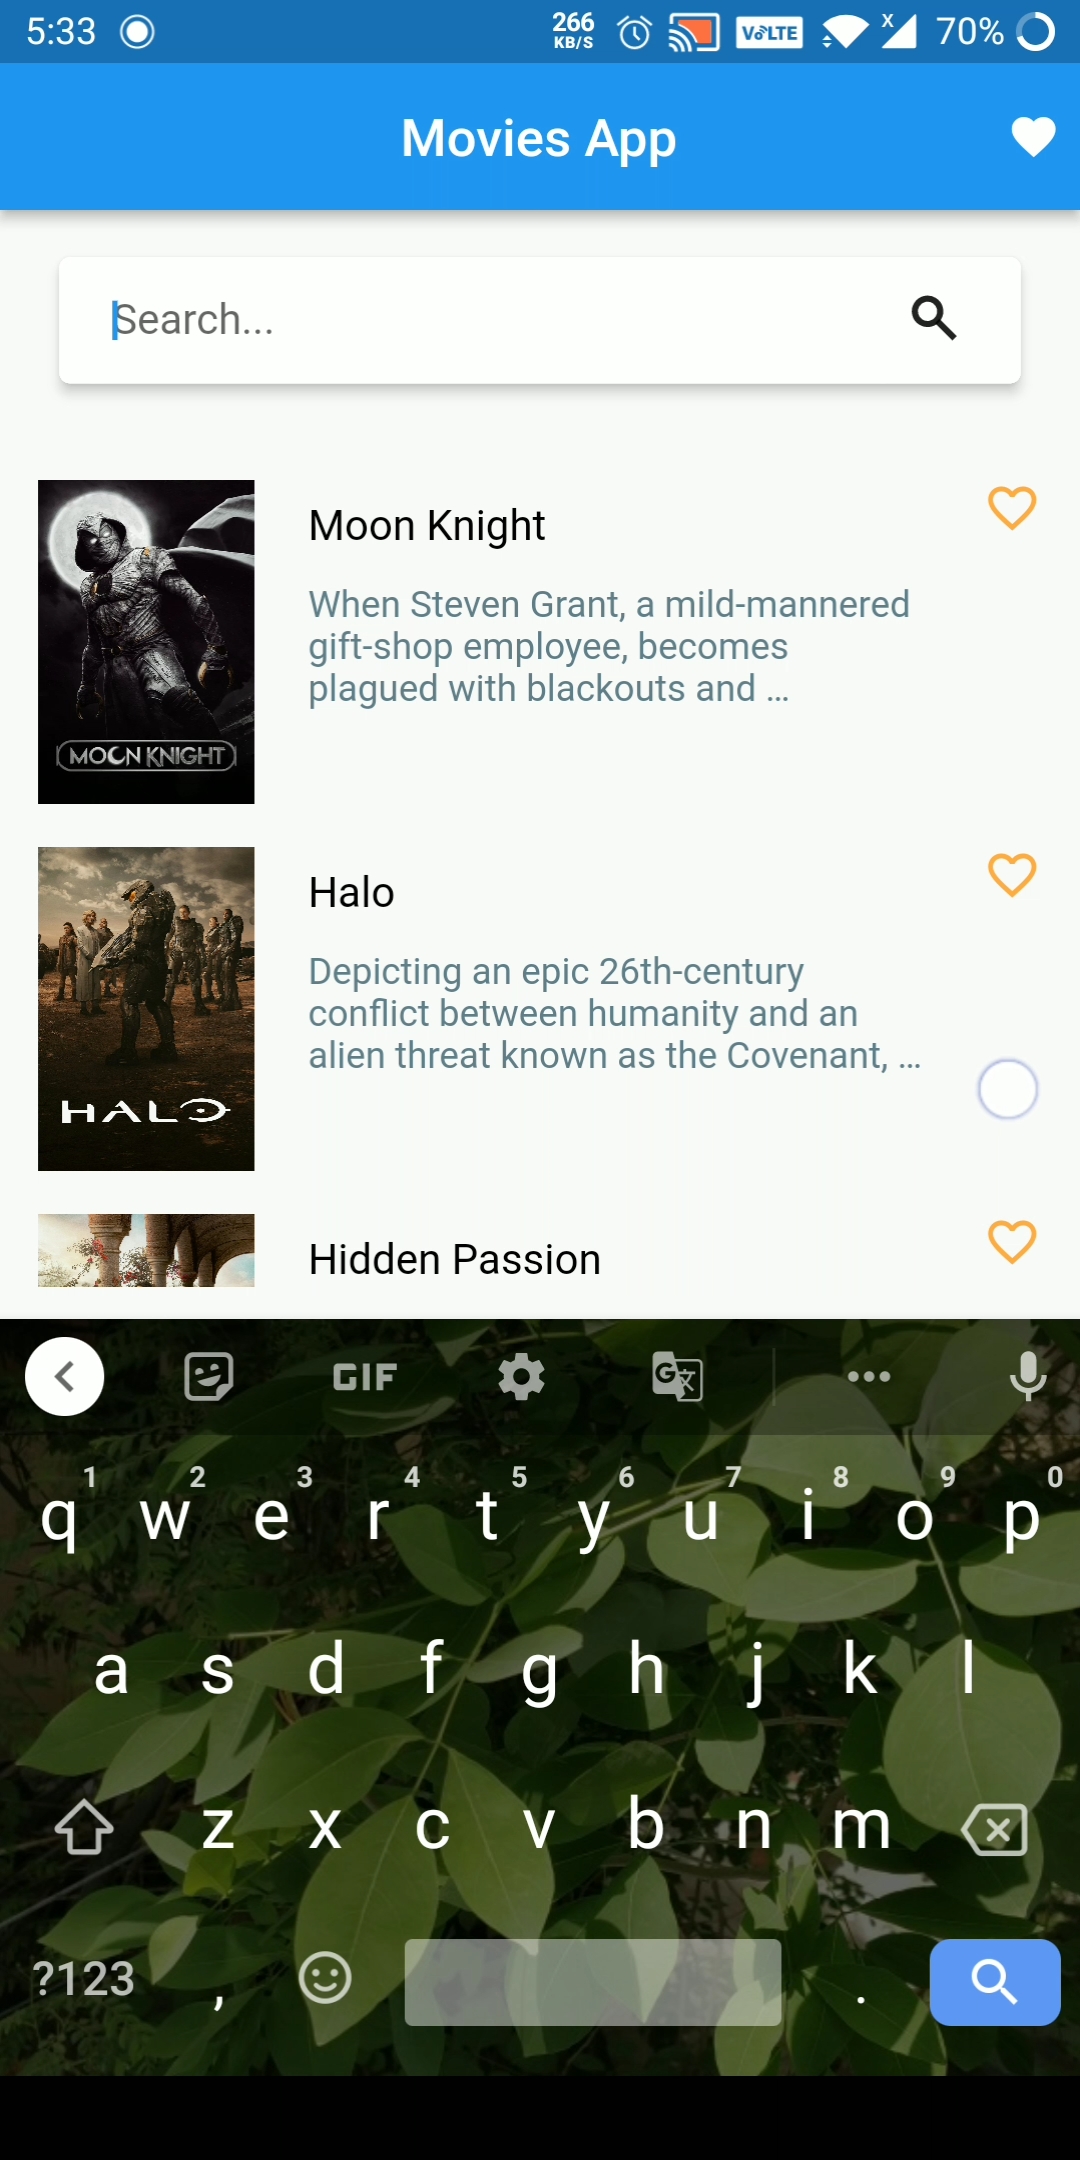 5:33 266 KB/S VoLTE X 70%
Movies App
Search...
Moon Knight
When Steven Grant, a mild-mannered
gift-shop employee, becomes
plagued with blackouts and ...
MOON KNIGHT
Halo
Depicting an epic 26th-century
conflict between humanity and an
alien threat known as the Covenant, ...
HALO
Hidden Passion
GIF G 文
1 2 3 4 5 6 7 8 9 0
q w e r t y u i o p
a s d f g h j k l
z x c v b n m
?123 , .